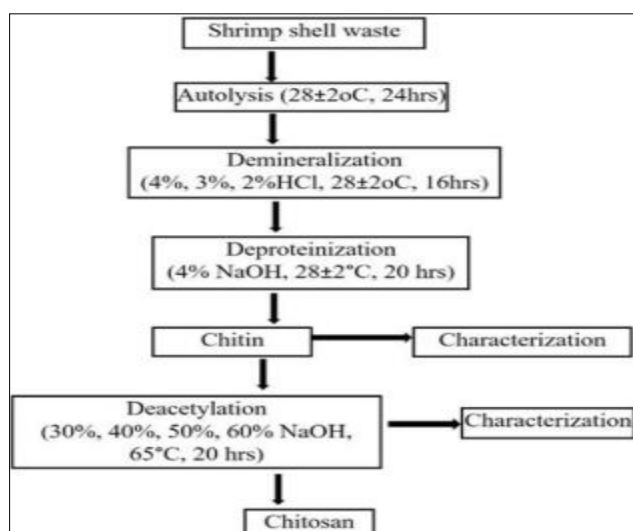 Shrimp shell waste
Autolysis (28±2oC, 24hrs)
Demineralization
(4%, 3%, 2%HCl, 28±2oC, 16hrs)
Deproteinization
(4% NaOH, 28±2°C, 20 hrs)
Chitin
Characterization
Deacetylation
(30%, 40%, 50%, 60% NaOH,
65°C, 20 hrs)
Characterization
Chitosan